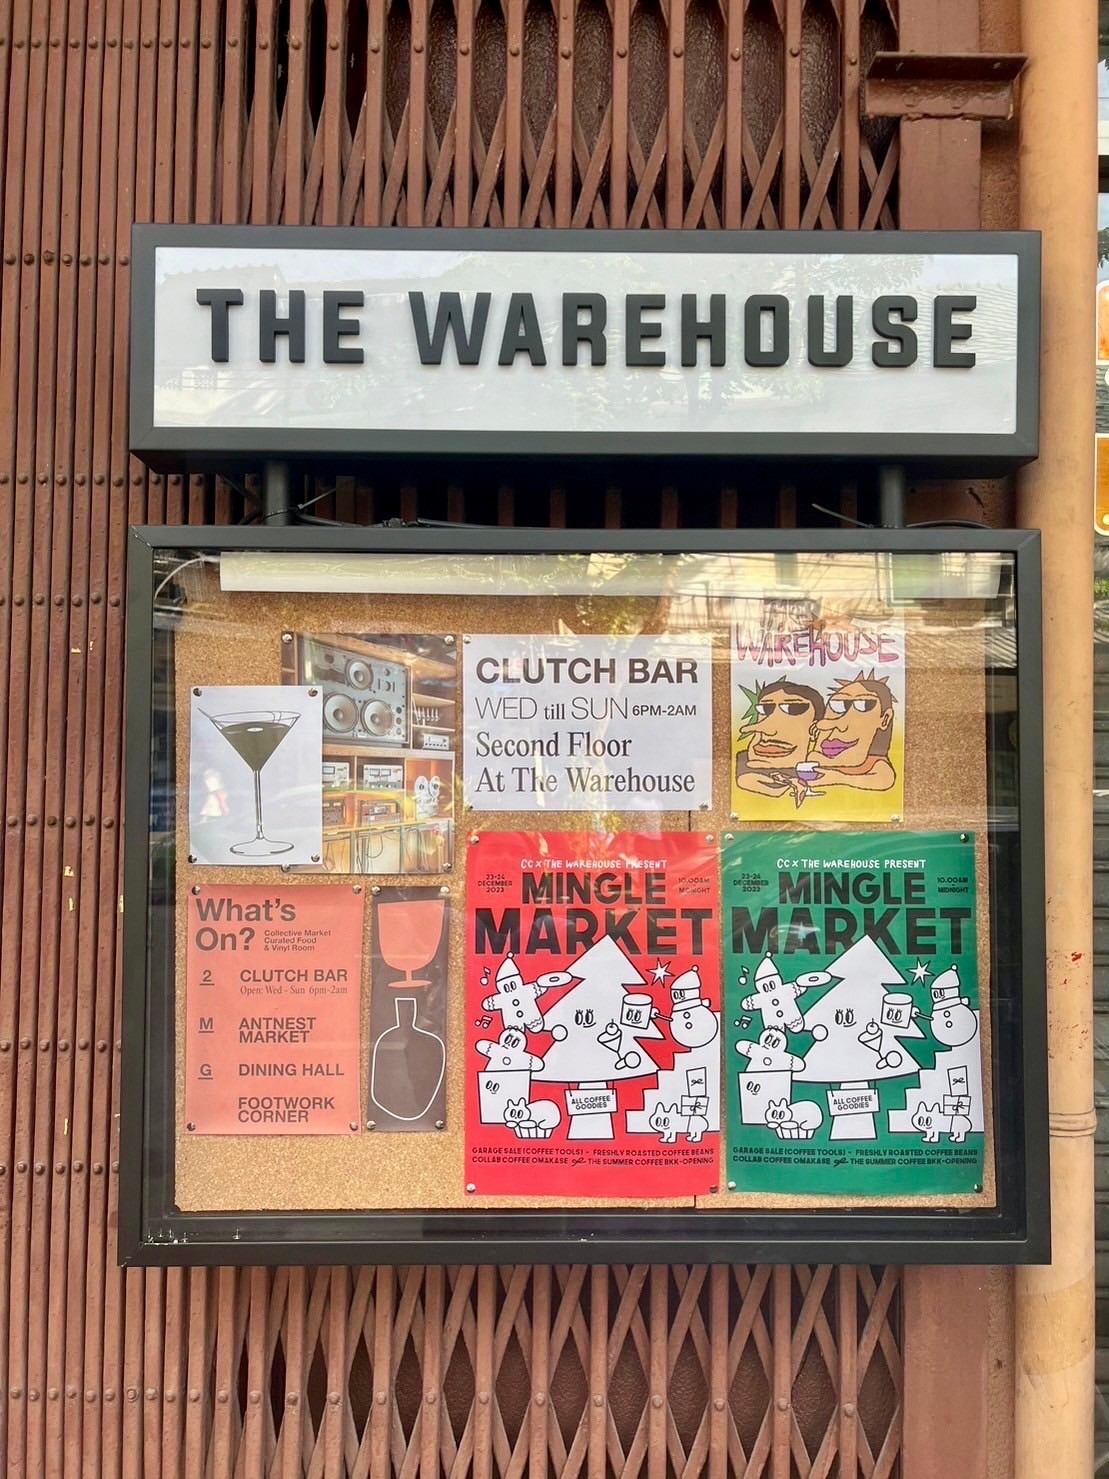 THE WAREHOUSE
CLUTCH BAR
WED till SUN 6PM-2AM
Second Floor
At The Warehouse
THE
WAREHOUSE
What's
On?
Collective Market
Curated Food
& Vinyl Room
2 CLUTCH BAR
Open: Wed - Sun 6pm-2am
M ANTNEST
MARKET
G DINING HALL
FOOTWORK
CORNER
CC x THE WAREHOUSE PRESENT
23-24
DECEMBER
2023
10.00AM
MIDNIGHT
MINGLE
MARKET
ALL COFFEE
GOODIES
GARAGE SALE (COFFEE TOOLS) - FRESHLY ROASTED COFFEE BEANS
COLLAB COFFEE OMAKASE THE SUMMER COFFEE BKK-OPENING
CC x THE WAREHOUSE PRESENT
23-24
DECEMBER
2023
10.00AM
MIDNIGHT
MINGLE
MARKET
ALL COFFEE
GOODIES
GARAGE SALE (COFFEE TOOLS) - FRESHLY ROASTED COFFEE BEANS
COLLAB COFFEE OMAKASE THE SUMMER COFFEE BKK-OPENING